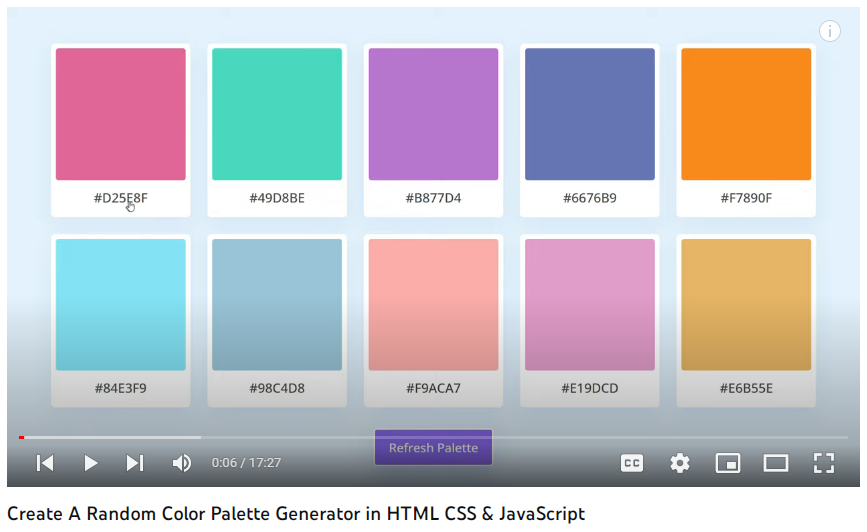 #D25E8F #49D8BE #B877D4 #6676B9 #F7890F
#84E3F9 #98C4D8 #F9ACA7 #E19DCD #E6B55E
Refresh Palette
0:06 / 17:27
CC
Create A Random Color Palette Generator in HTML CSS & JavaScript